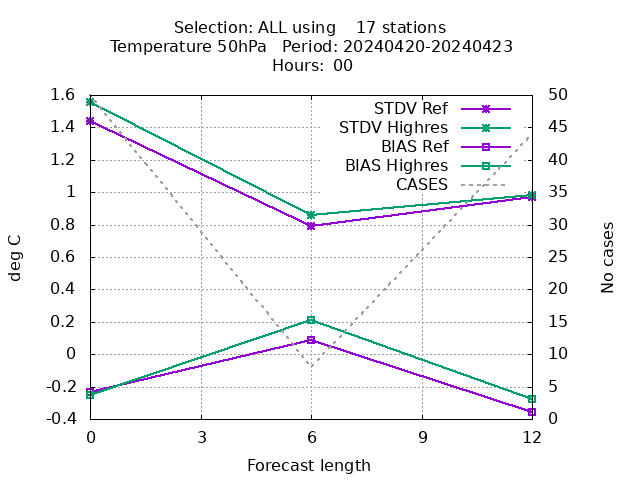 Selection: ALL using    17 stations
Temperature 50hPa   Period: 20240420-20240423
Hours:  00
1.6
1.4
1.2
1
0.8
0.6
0.4
0.2
0
-0.2
-0.4
deg C
50
45
40
35
30
25
20
15
10
5
0
No cases
STDV Ref
STDV Highres
BIAS Ref
BIAS Highres
CASES
0 3 6 9 12
Forecast length